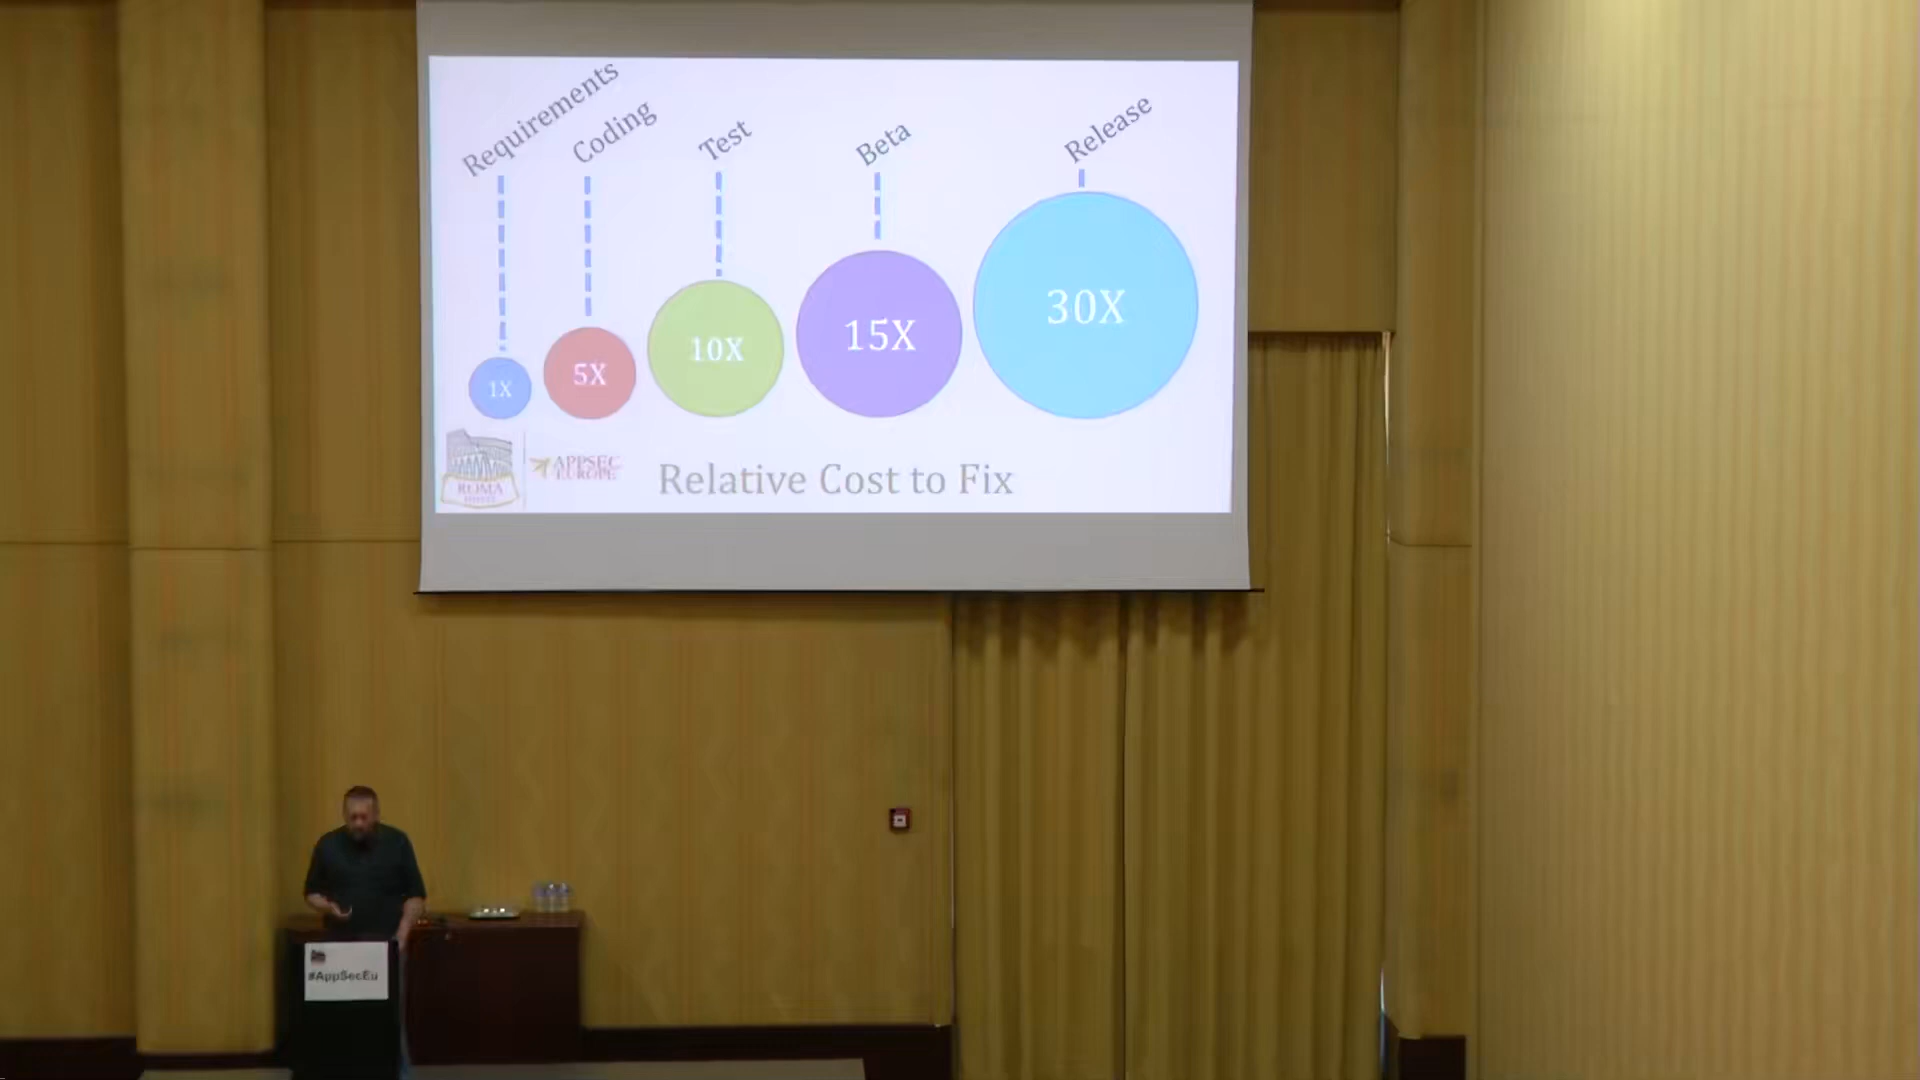 Requirements
Coding
Test
Beta
Release
1X
5X
10X
15X
30X
ROMA
APPSEC
EUROPE
Relative Cost to Fix
#AppSecEu